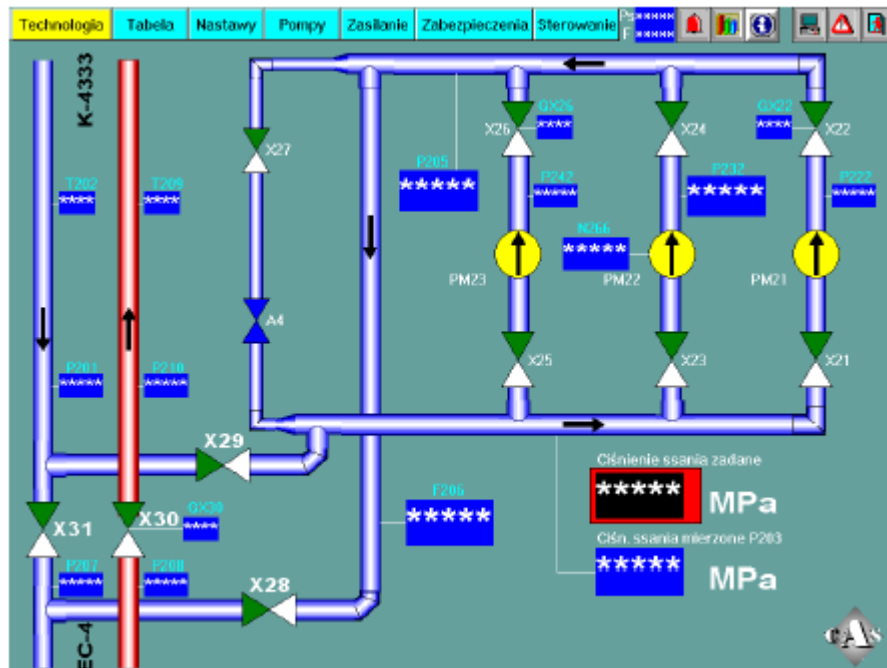 Technologia Tabela Nastawy Pompy Zasilanie Zabezpieczenia Sterowanie
*****
*****
K-4333
GX26
****
GX22
****
X26
X24
X22
X27
T202
****
T209
****
P205
*****
P242
*****
P232
*****
P222
*****
N266
*****
PM23
PM22
PM21
A4
P201
*****
P210
*****
X25
X23
X21
X29
Ciśnienie ssania zadane
***** MPa
X31
X30
GX30
****
F206
*****
Ciśn. ssania mierzone P203
***** MPa
P207
*****
P208
*****
X28
EC-4
CAS